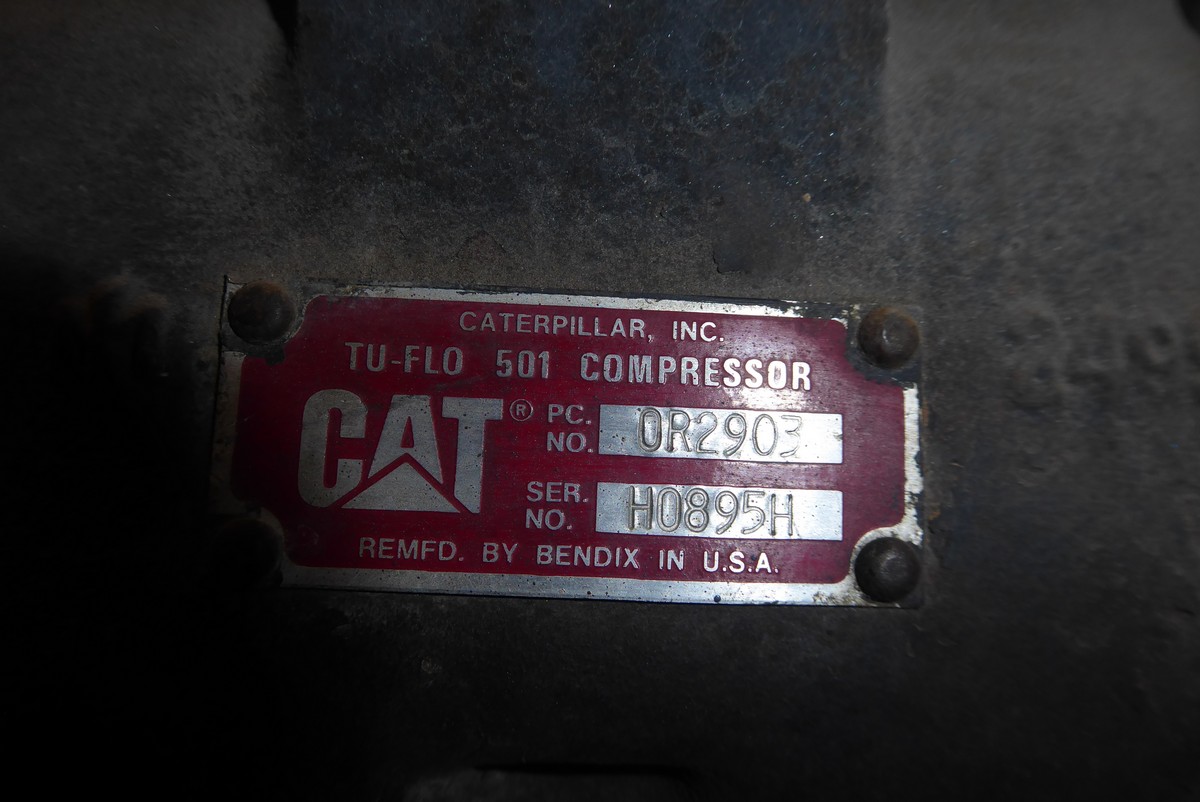 CATERPILLAR, INC.
TU-FLO 501 COMPRESSOR
CAT® PC. NO. 0R2903
SER. NO. H0895H
REMFD. BY BENDIX IN U.S.A.